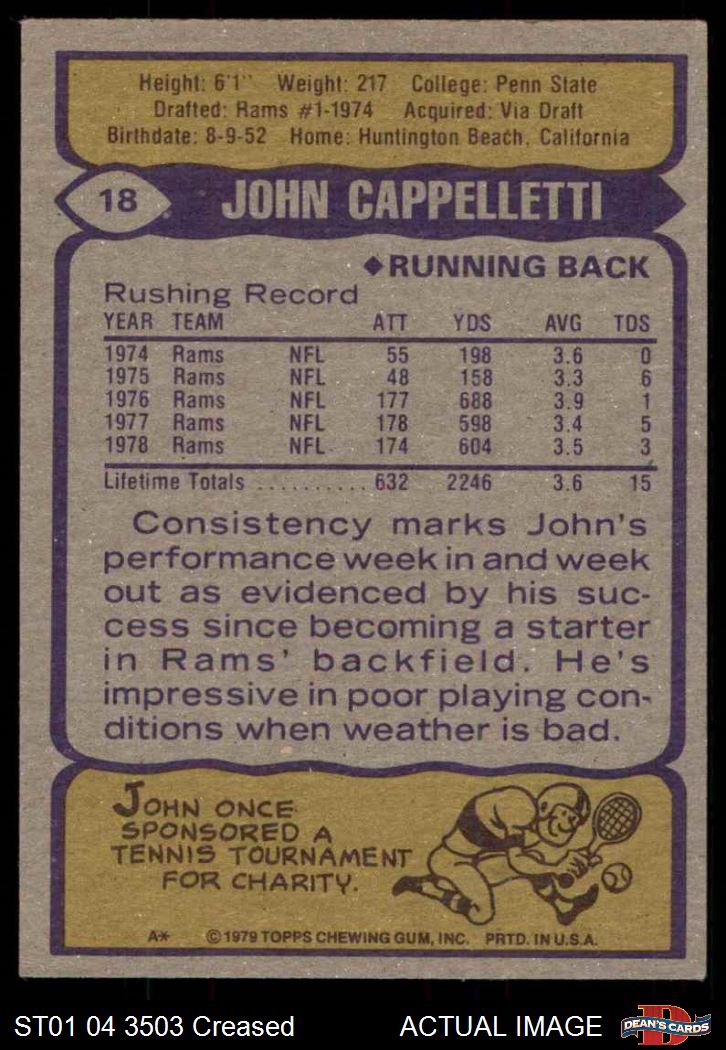 Height: 6'1" Weight: 217 College: Penn State
Drafted: Rams #1-1974 Acquired: Via Draft
Birthdate: 8-9-52 Home: Huntington Beach, California
18 JOHN CAPPELLETTI
◆RUNNING BACK
Rushing Record
YEAR TEAM ATT YDS AVG TDS
1974 Rams NFL 55 198 3.6 0
1975 Rams NFL 48 158 3.3 6
1976 Rams NFL 177 688 3.9 1
1977 Rams NFL 178 598 3.4 5
1978 Rams NFL 174 604 3.5 3
Lifetime Totals .......... 632 2246 3.6 15
Consistency marks John's
performance week in and week
out as evidenced by his suc-
cess since becoming a starter
in Rams' backfield. He's
impressive in poor playing con-
ditions when weather is bad.
JOHN ONCE
SPONSORED A
TENNIS TOURNAMENT
FOR CHARITY.
A* ©1979 TOPPS CHEWING GUM, INC. PRTD. IN U.S.A.
ST01 04 3503 Creased ACTUAL IMAGE
D
DEAN'S CARDS